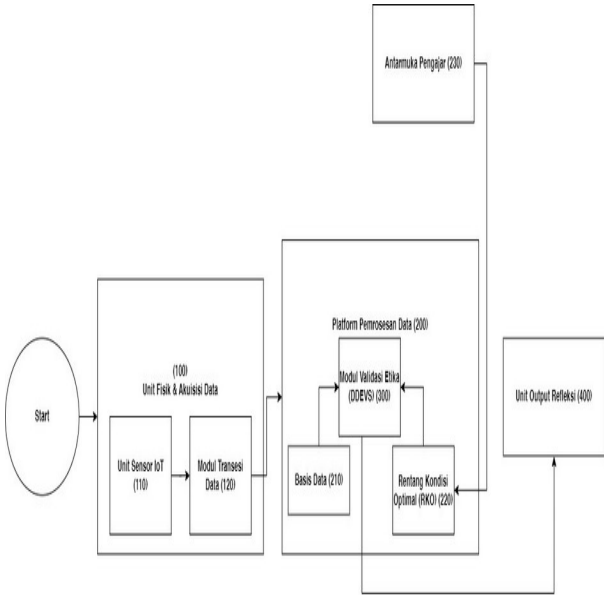 Antarmuka Pengajar (230)
Platform Pemrosesan Data (200)
(100)
Unit Fisik & Akuisisi Data
Modul Validasi Etika
(DDEVS) (300)
Unit Output Refleksi (400)
Start
Unit Sensor IoT
(110)
Modul Transesi
Data (120)
Basis Data (210)
Rentang Kondisi
Optimal (RKO) (220)